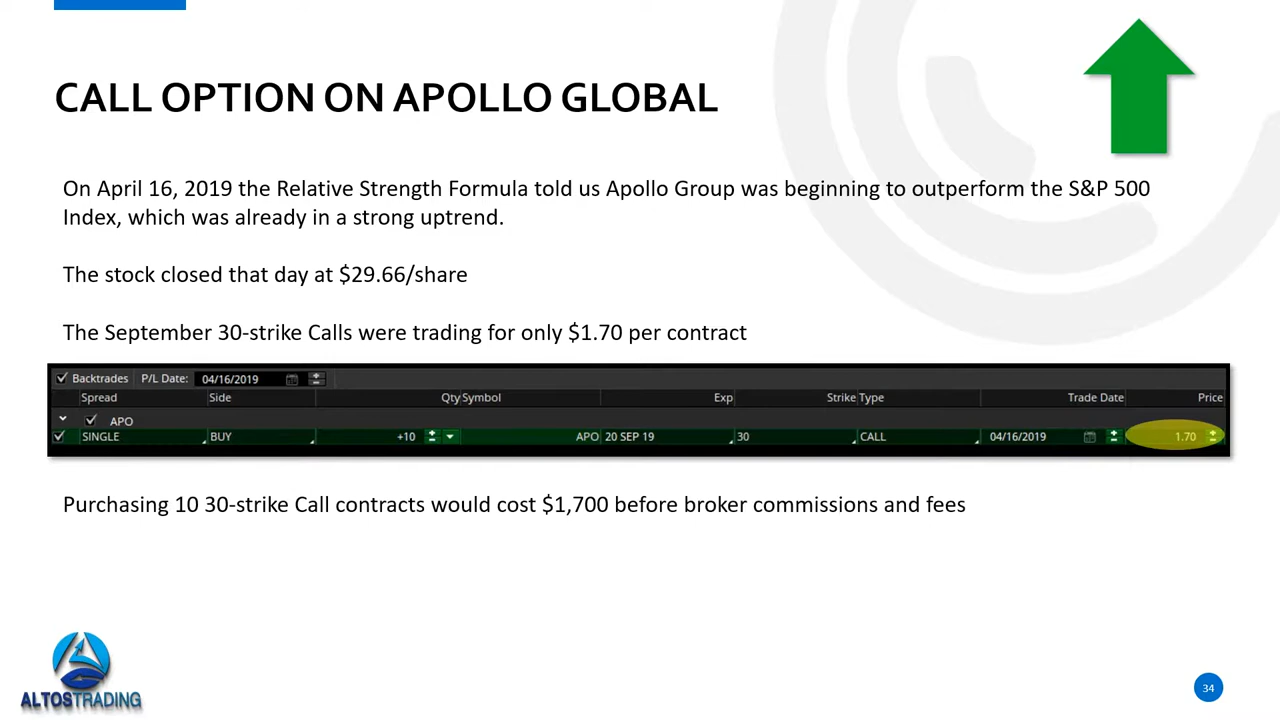 CALL OPTION ON APOLLO GLOBAL
On April 16, 2019 the Relative Strength Formula told us Apollo Group was beginning to outperform the S&P 500
Index, which was already in a strong uptrend.
The stock closed that day at $29.66/share
The September 30-strike Calls were trading for only $1.70 per contract
Backtrades P/L Date: 04/16/2019
Spread Side Qty Symbol Exp Strike Type Trade Date Price
APO
SINGLE BUY +10 APO 20 SEP 19 30 CALL 04/16/2019 1.70
Purchasing 10 30-strike Call contracts would cost $1,700 before broker commissions and fees
ALTOSTRADING
34